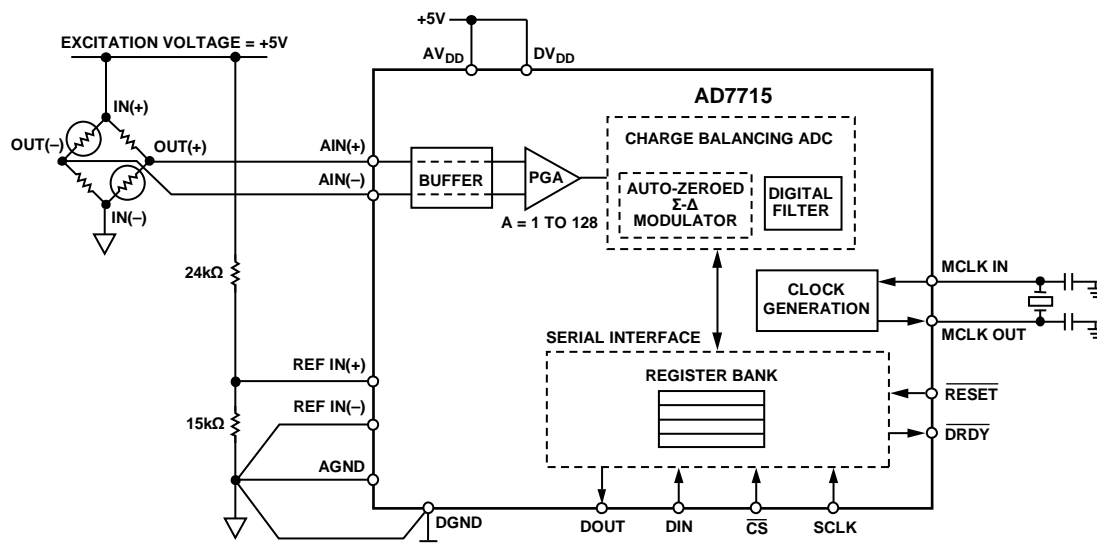 +5V
EXCITATION VOLTAGE = +5V
AVDD
DVDD
AD7715
IN(+)
OUT(–)
OUT(+)
IN(–)
AIN(+)
AIN(–)
BUFFER
PGA
A = 1 TO 128
CHARGE BALANCING ADC
AUTO-ZEROED
Σ-Δ
MODULATOR
DIGITAL
FILTER
24kΩ
CLOCK
GENERATION
MCLK IN
MCLK OUT
SERIAL INTERFACE
REGISTER BANK
REF IN(+)
REF IN(–)
15kΩ
AGND
RESET
DRDY
DGND
DOUT
DIN
CS
SCLK